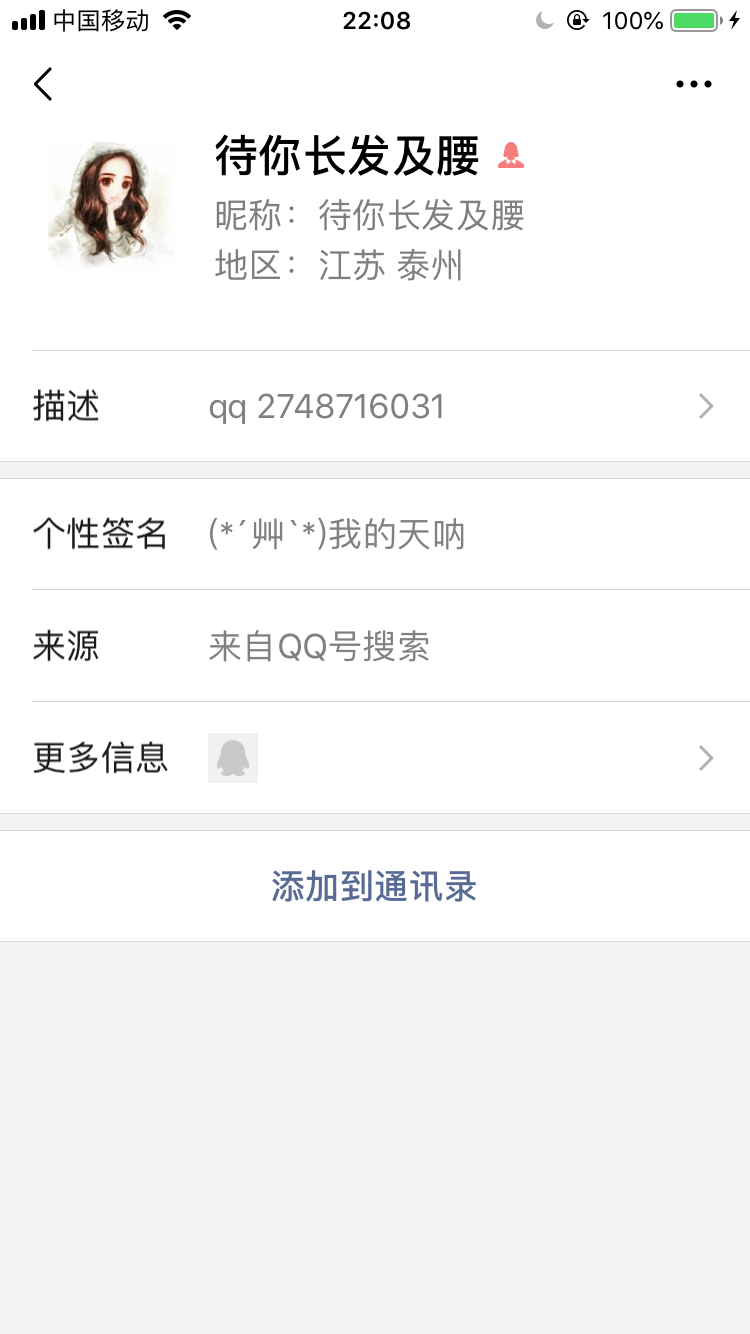 中国移动 22:08 100%
待你长发及腰
昵称：待你长发及腰
地区：江苏 泰州
描述 qq 2748716031
个性签名 (*´艸`*)我的天呐
来源 来自QQ号搜索
更多信息
添加到通讯录